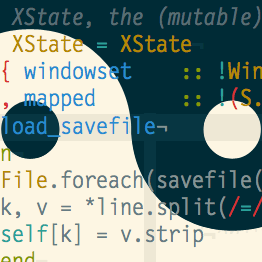 XState, the (mutable)
XState = XState¬
{ windowset :: !Win
, mapped :: !(S.
load_savefile¬
n
File.foreach(savefile(
k, v = *line.split(/=/
self[k] = v.strip¬
end¬